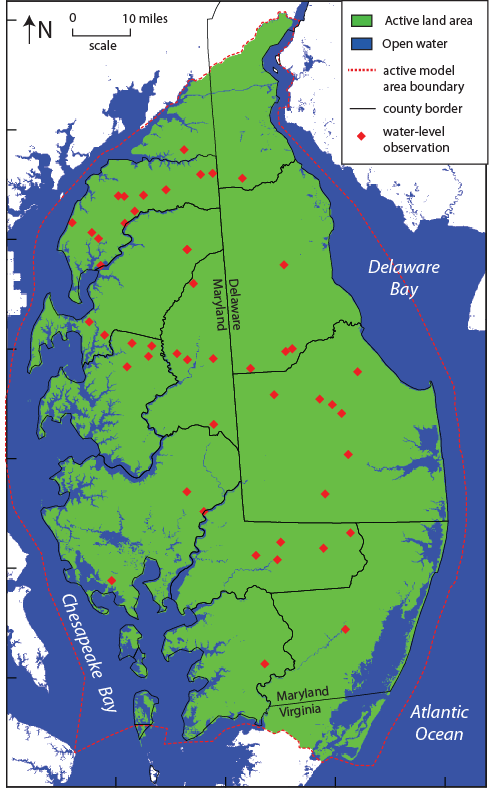 N
0 10 miles
scale
Active land area
Open water
active model
area boundary
county border
water-level
observation
Delaware
Bay
Delaware
Maryland
Chesapeake Bay
Maryland
Virginia
Atlantic
Ocean